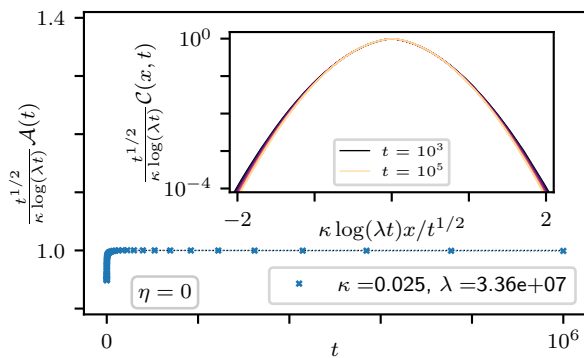 1.4
1.0
t^{1/2} / κ log(λt) 𝒜(t)
10^0
10^{−4}
t^{1/2} / κ log(λt) 𝒞(x, t)
t = 10^3
t = 10^5
−2
2
κ log(λt)x/t^{1/2}
η = 0
κ =0.025, λ =3.36e+07
0
t
10^6